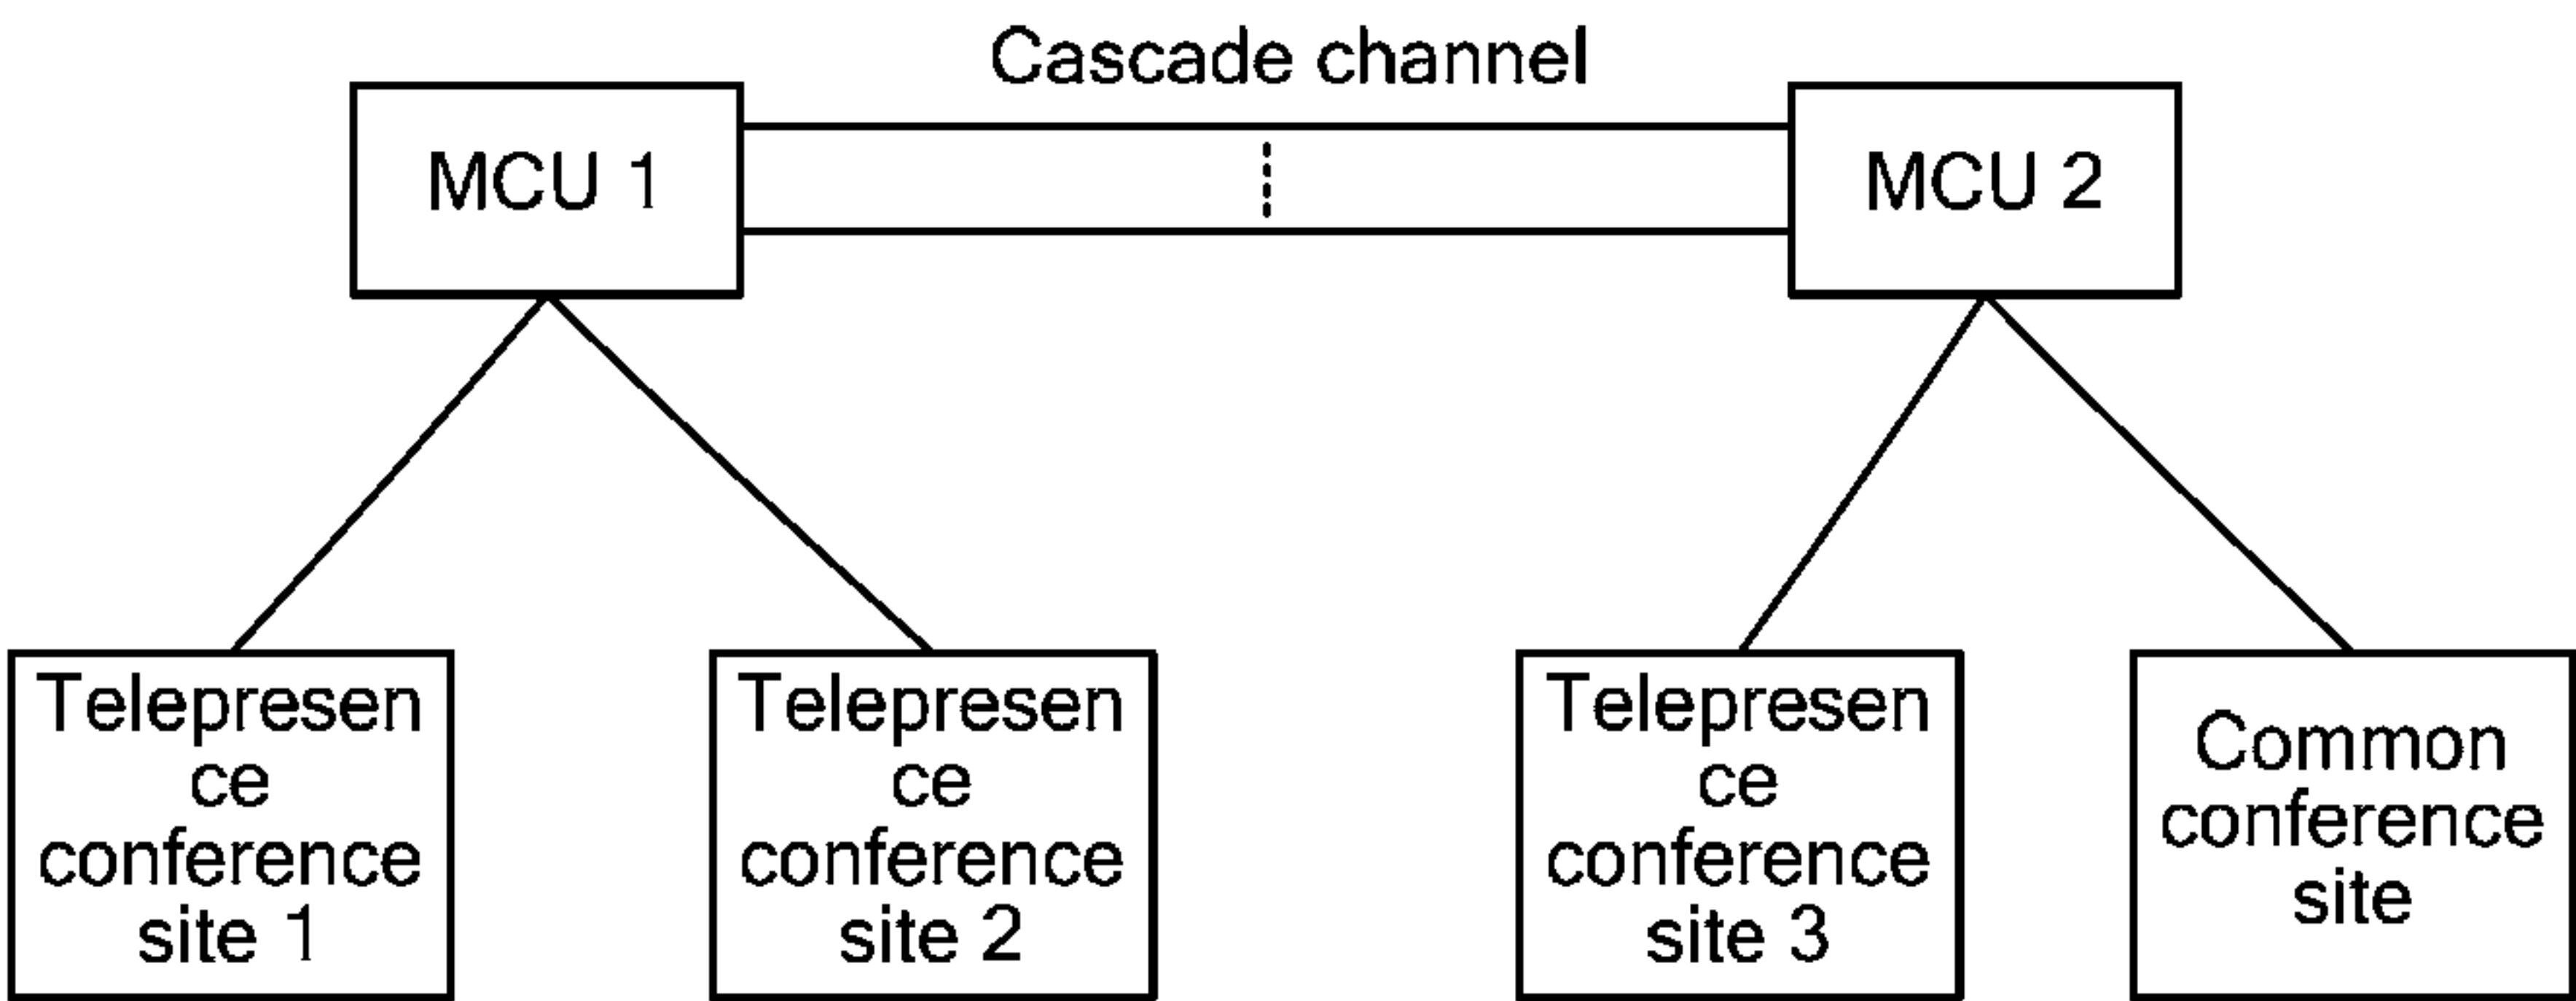 Cascade channel
MCU 1
MCU 2
Telepresen
ce
conference
site 1
Telepresen
ce
conference
site 2
Telepresen
ce
conference
site 3
Common
conference
site